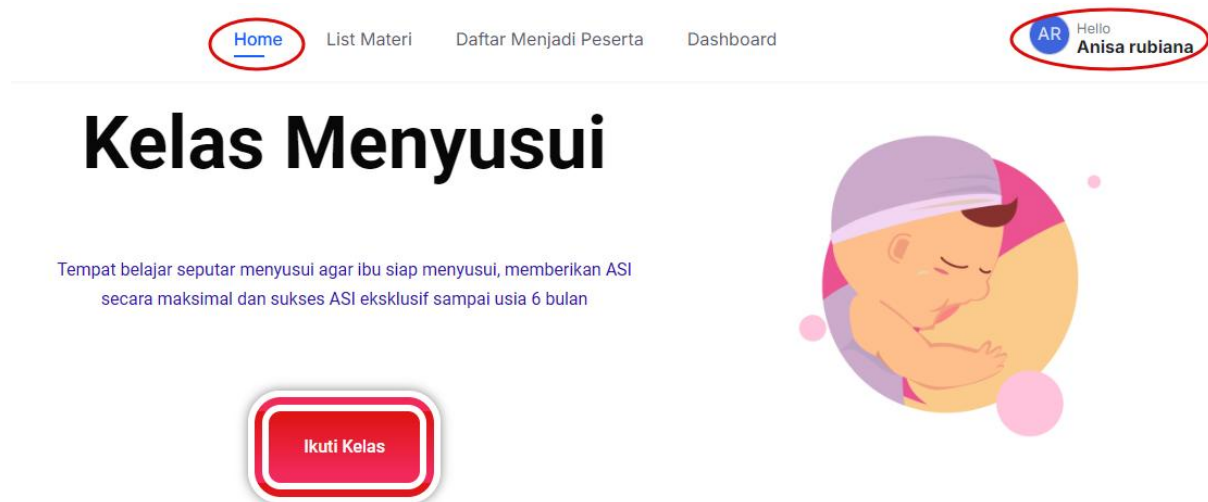 Home List Materi Daftar Menjadi Peserta Dashboard
AR Hello
Anisa rubiana
Kelas Menyusui
Tempat belajar seputar menyusui agar ibu siap menyusui, memberikan ASI
secara maksimal dan sukses ASI eksklusif sampai usia 6 bulan
Ikuti Kelas